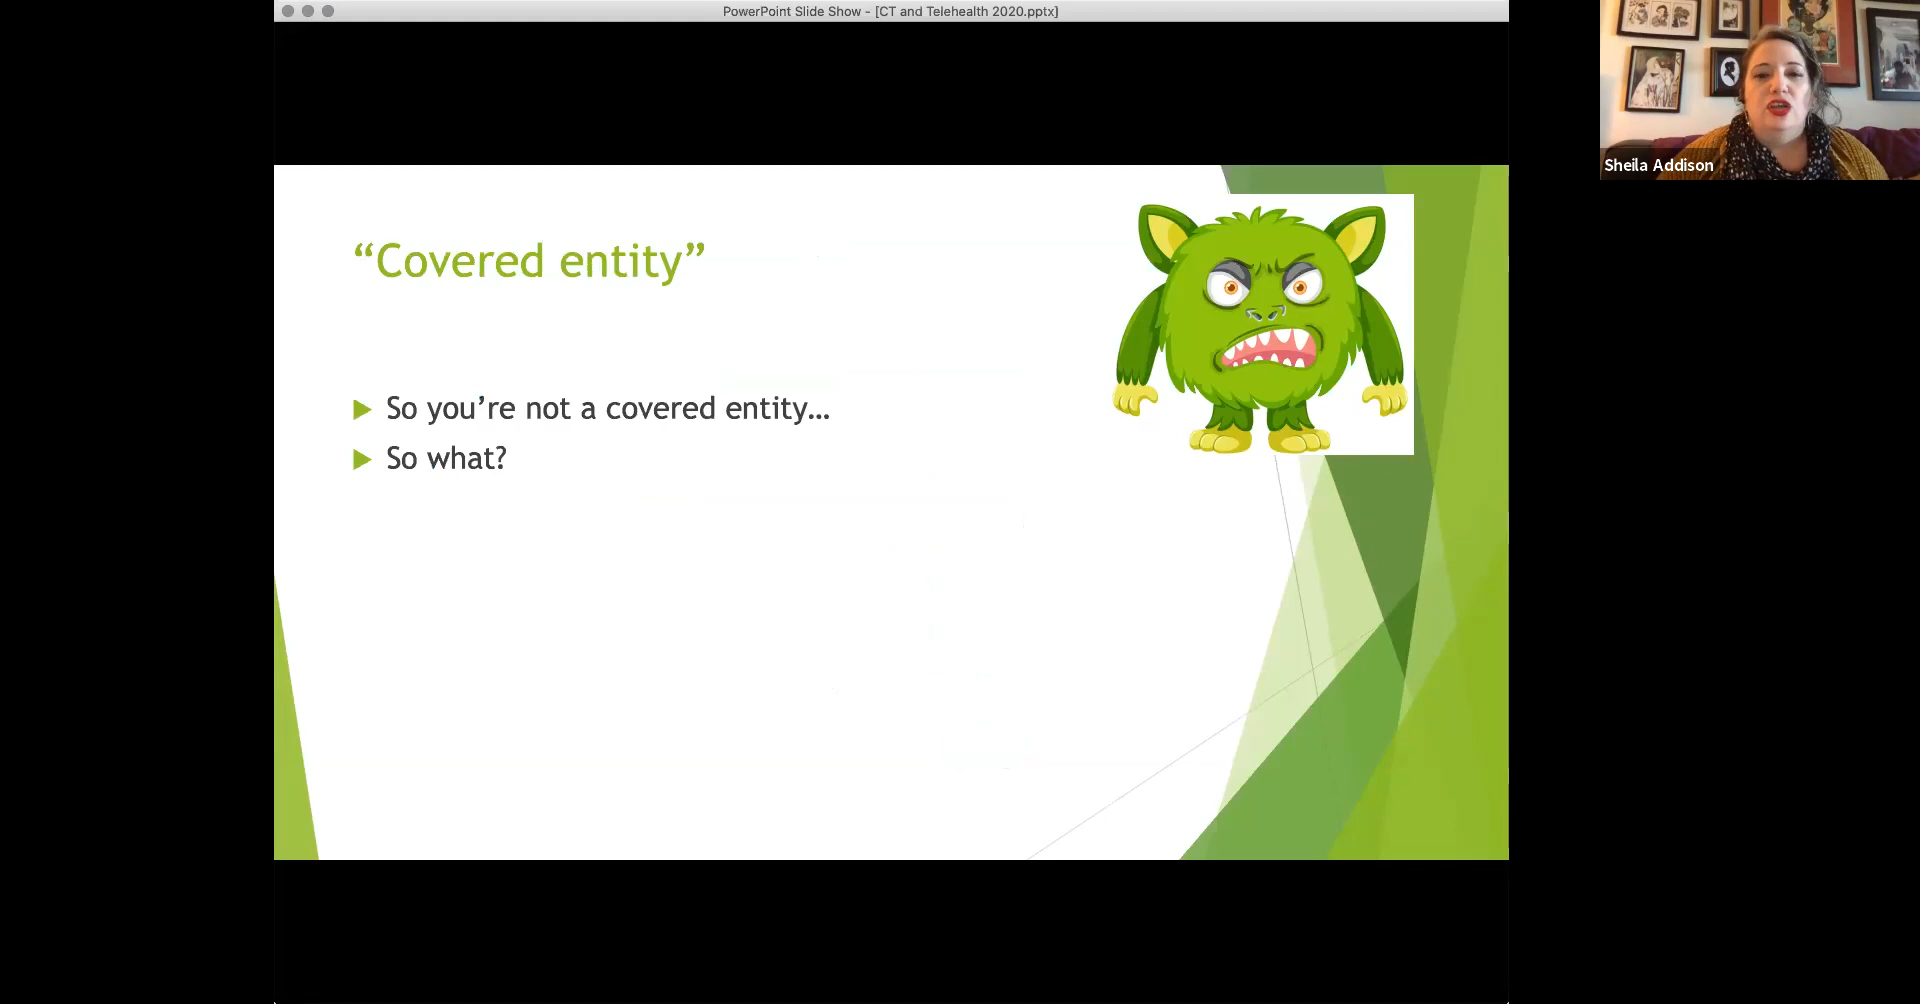 PowerPoint Slide Show - [CT and Telehealth 2020.pptx]
Sheila Addison
“Covered entity”
So you’re not a covered entity…
So what?